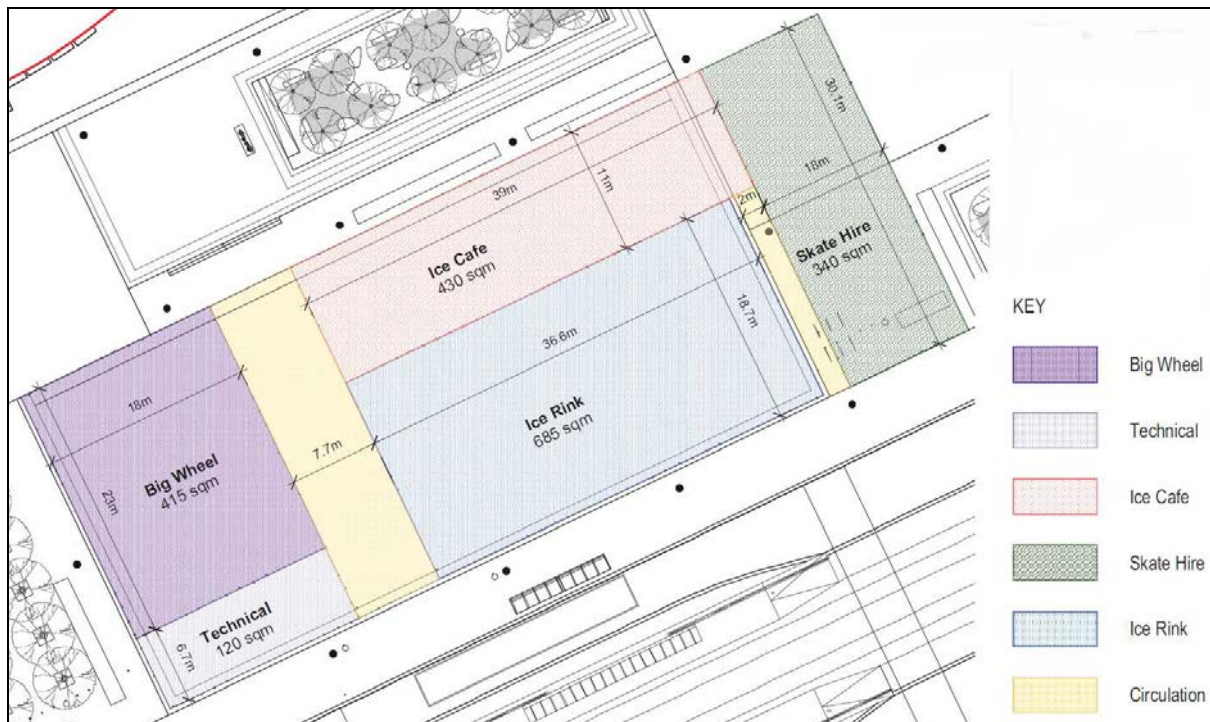 30.1m
18m
39m
11m
2m
Ice Cafe
430 sqm
Skate Hire
340 sqm
18.7m
36.6m
Ice Rink
685 sqm
18m
7.7m
Big Wheel
415 sqm
23m
Technical
120 sqm
6.7m
KEY
Big Wheel
Technical
Ice Cafe
Skate Hire
Ice Rink
Circulation